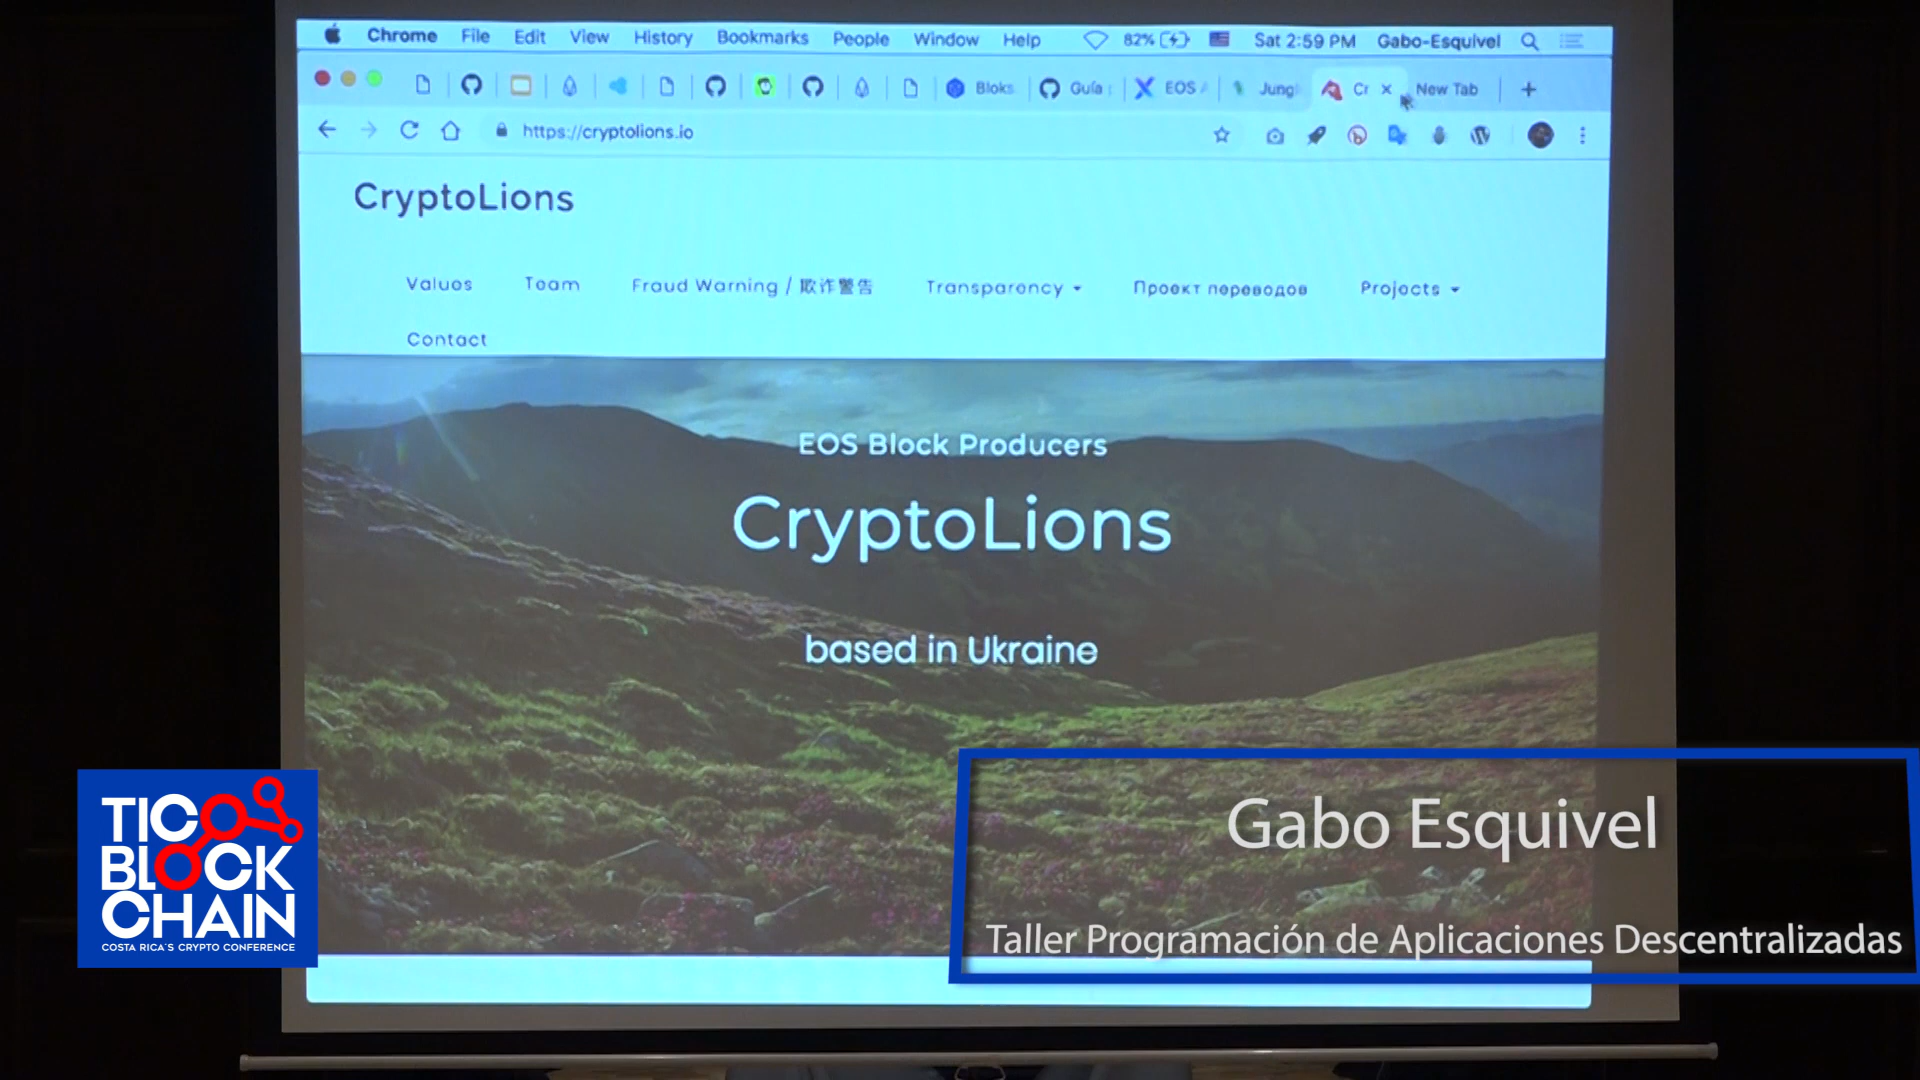 Chrome File Edit View History Bookmarks People Window Help 82% Sat 2:59 PM Gabo-Esquivel
Bloks Guía EOS Jung Cr New Tab
https://cryptolions.io
CryptoLions
Values Team Fraud Warning / 欺诈警告 Transparency Проект переводов Projects
Contact
EOS Block Producers
CryptoLions
based in Ukraine
Gabo Esquivel
Taller Programación de Aplicaciones Descentralizadas
TICO
BLOCK
CHAIN
COSTA RICA'S CRYPTO CONFERENCE